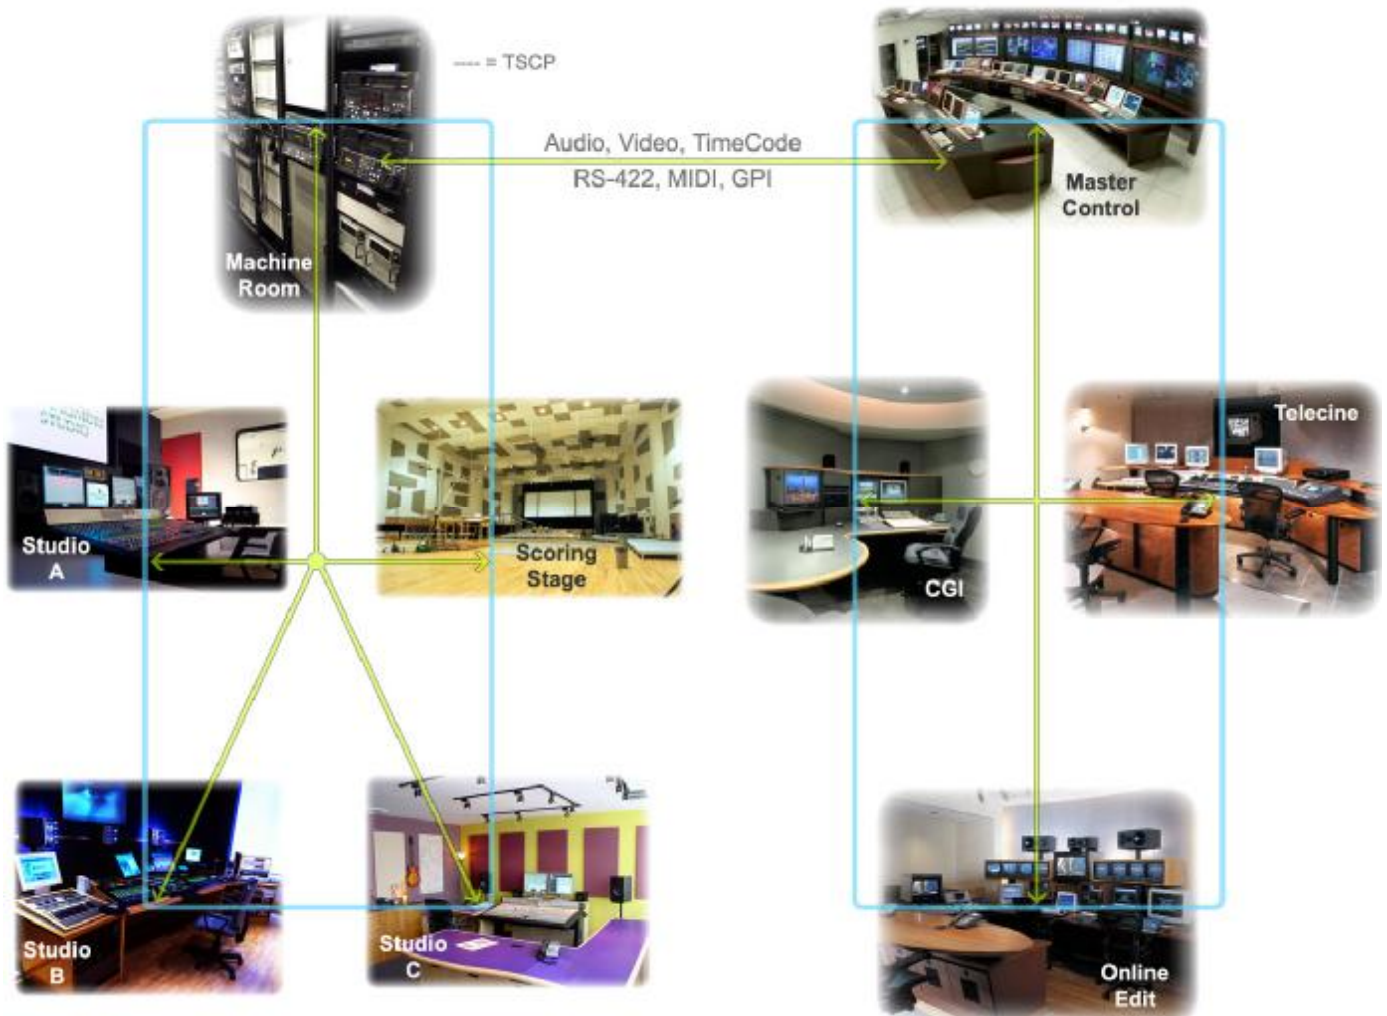 ---- = TSCP
Audio, Video, TimeCode
RS-422, MIDI, GPI
Master
Control
Machine
Room
Telecine
Studio
A
Scoring
Stage
CGI
Studio
B
Studio
C
Online
Edit